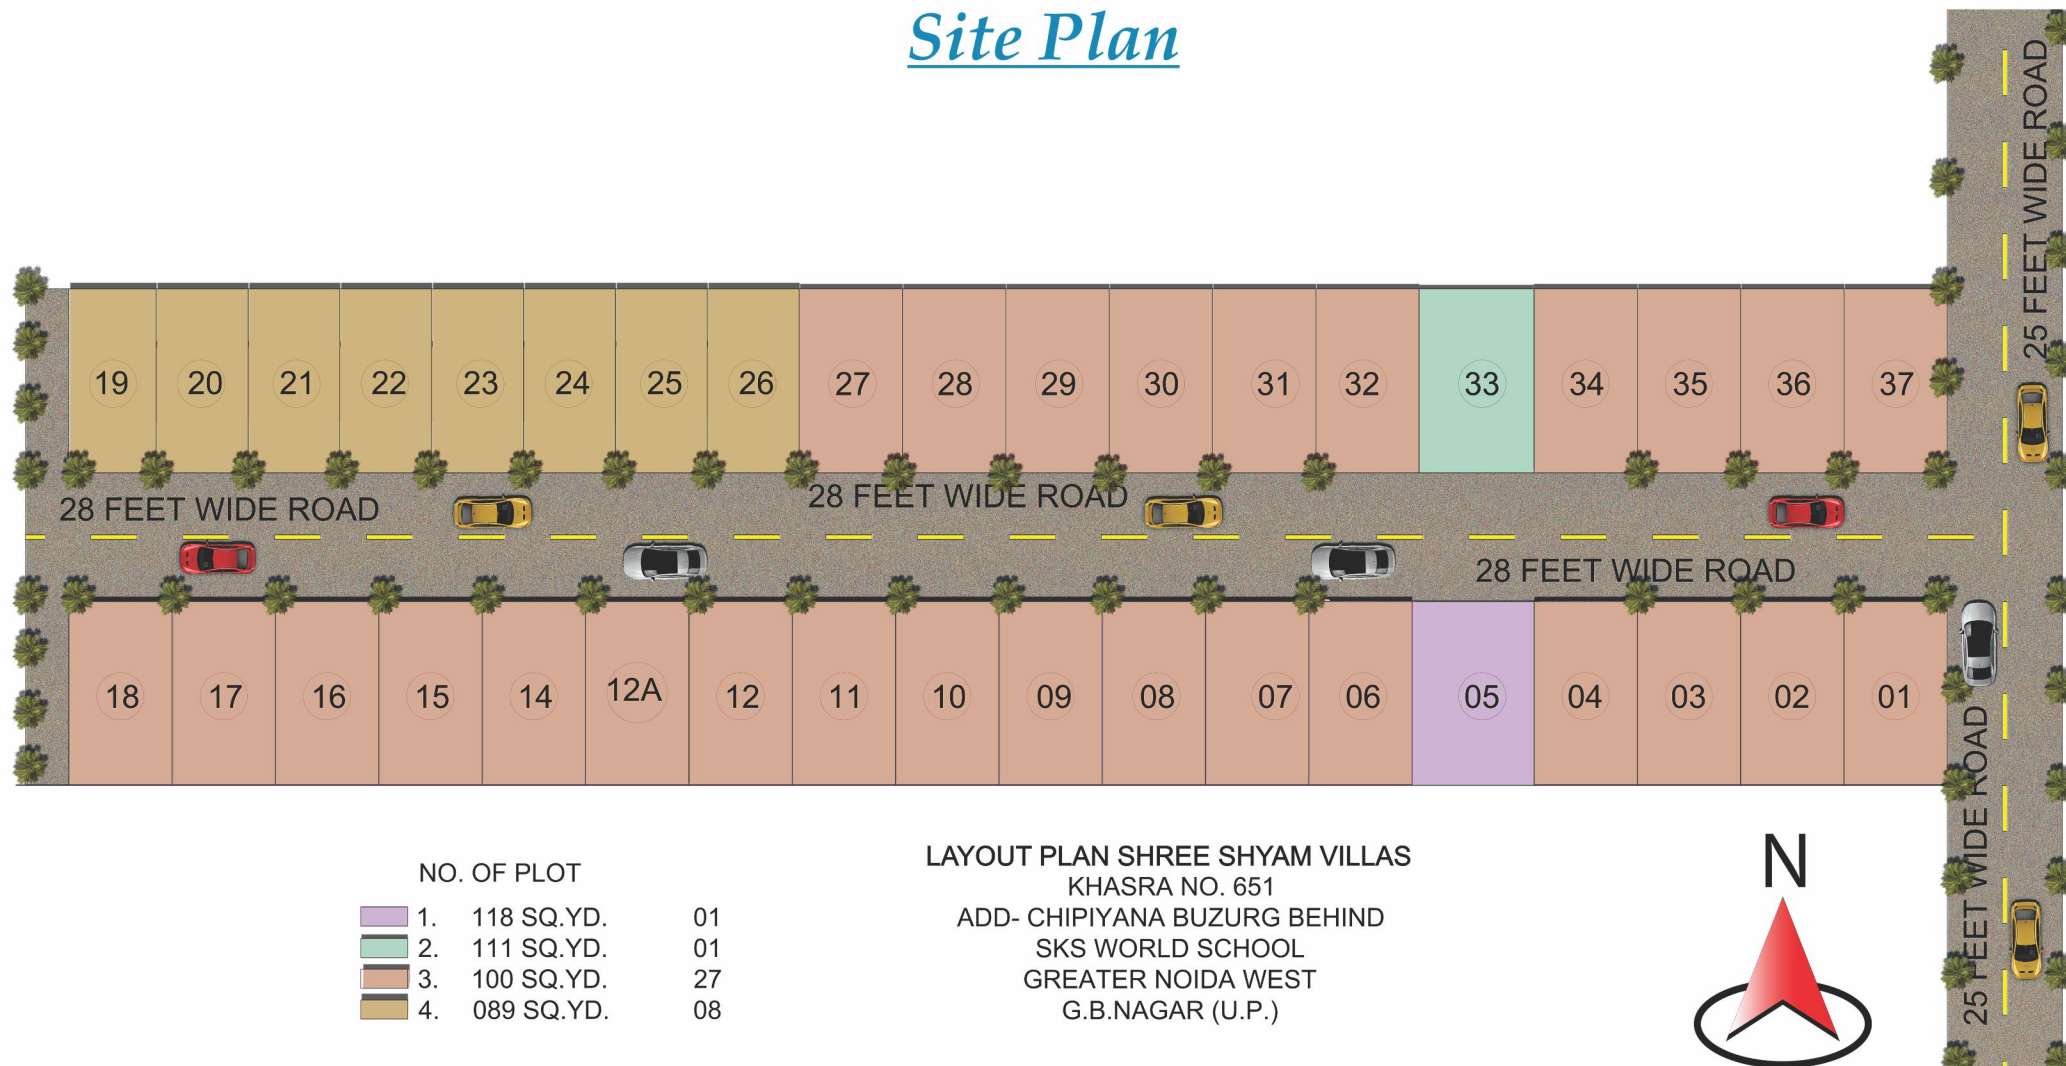 Site Plan
25 FEET WIDE ROAD
19 20 21 22 23 24 25 26 27 28 29 30 31 32 33 34 35 36 37
28 FEET WIDE ROAD
28 FEET WIDE ROAD
28 FEET WIDE ROAD
18 17 16 15 14 12A 12 11 10 09 08 07 06 05 04 03 02 01
25 FEET WIDE ROAD
NO. OF PLOT
1. 118 SQ.YD. 01
2. 111 SQ.YD. 01
3. 100 SQ.YD. 27
4. 089 SQ.YD. 08
LAYOUT PLAN SHREE SHYAM VILLAS
KHASRA NO. 651
ADD- CHIPIYANA BUZURG BEHIND
SKS WORLD SCHOOL
GREATER NOIDA WEST
G.B.NAGAR (U.P.)
N